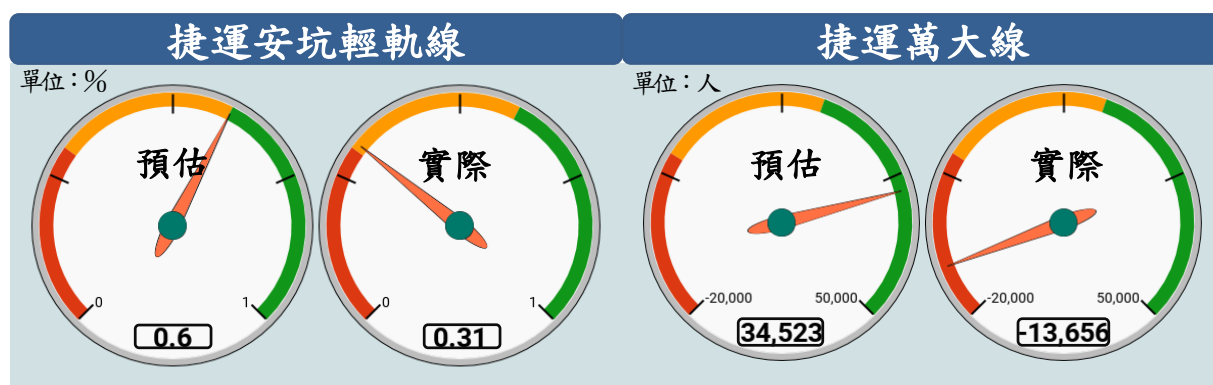 捷運安坑輕軌線
單位：%
預估
0
1
0.6
實際
0
1
0.31
捷運萬大線
單位：人
預估
-20,000
50,000
34,523
實際
-20,000
50,000
-13,656